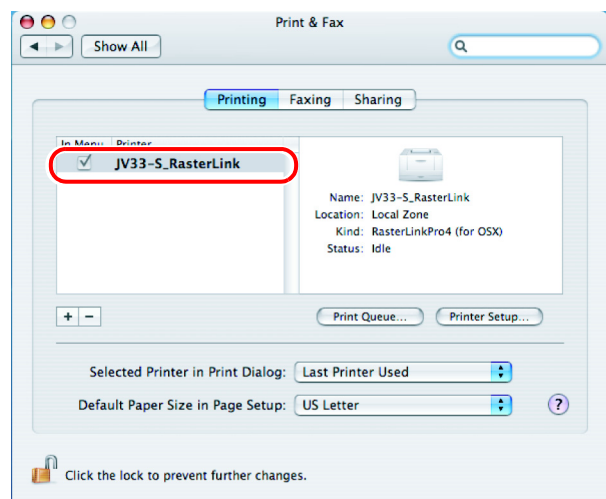 Print & Fax
Show All
Printing Faxing Sharing
In Menu Printer
JV33-S_RasterLink
Name: JV33-S_RasterLink
Location: Local Zone
Kind: RasterLinkPro4 (for OSX)
Status: Idle
+ -
Print Queue... Printer Setup...
Selected Printer in Print Dialog: Last Printer Used
Default Paper Size in Page Setup: US Letter ?
Click the lock to prevent further changes.